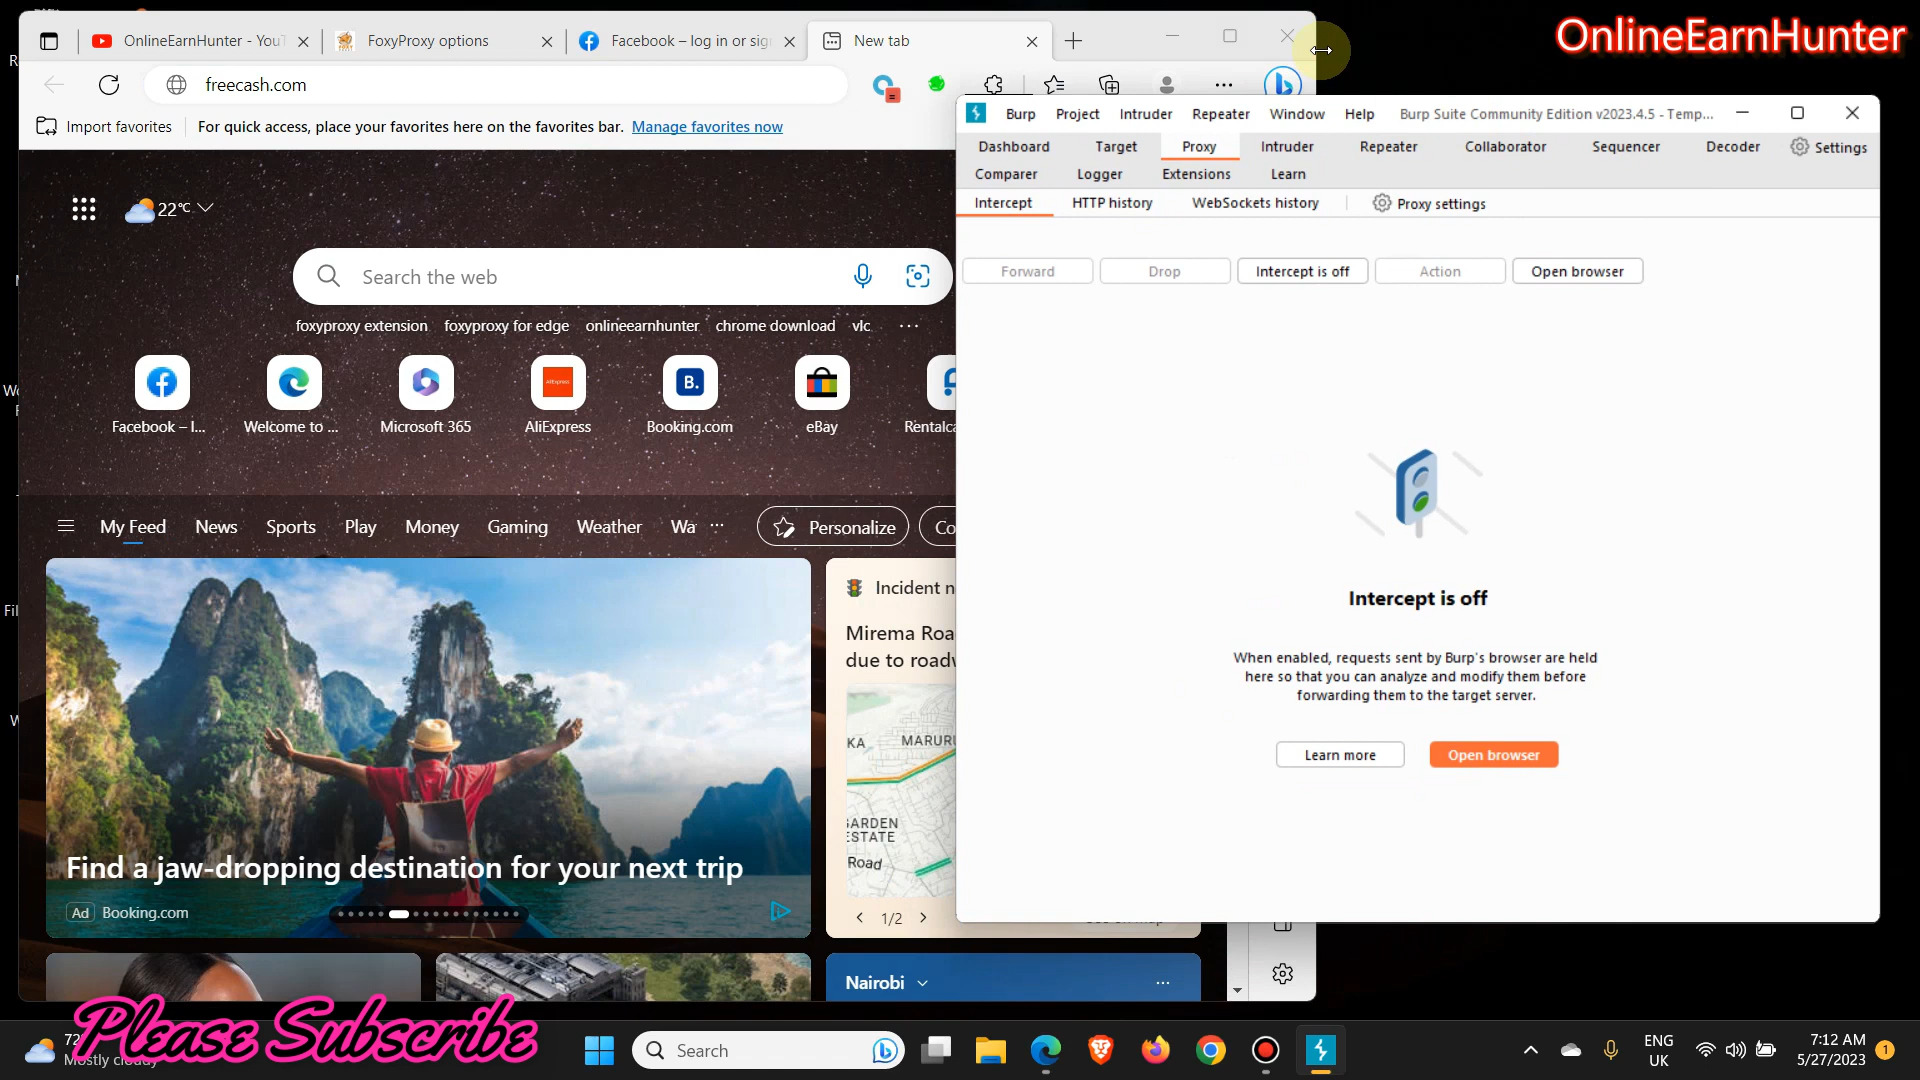 OnlineEarnHunter
OnlineEarnHunter - YouT
FoxyProxy options
Facebook – log in or sig
New tab
freecash.com
Import favorites
For quick access, place your favorites here on the favorites bar.
Manage favorites now
22°C
Search the web
foxyproxy extension
foxyproxy for edge
onlineearnhunter
chrome download
vlc
Facebook – l...
Welcome to ...
Microsoft 365
AliExpress
AliExpress
B.
Booking.com
eBay
Rentalca
My Feed
News
Sports
Play
Money
Gaming
Weather
Wa
Personalize
Co
Find a jaw-dropping destination for your next trip
Ad
Booking.com
Incident n
Mirema Roa
due to roadw
KA
MARURU
GARDEN
ESTATE
Road
1/2
Nairobi
Burp
Project
Intruder
Repeater
Window
Help
Burp Suite Community Edition v2023.4.5 - Temp...
Dashboard
Target
Proxy
Intruder
Repeater
Collaborator
Sequencer
Decoder
Settings
Comparer
Logger
Extensions
Learn
Intercept
HTTP history
WebSockets history
Proxy settings
Forward
Drop
Intercept is off
Action
Open browser
Intercept is off
When enabled, requests sent by Burp's browser are held
here so that you can analyze and modify them before
forwarding them to the target server.
Learn more
Open browser
Please Subscribe
Mostly cloudy
Search
ENG
UK
7:12 AM
5/27/2023
1